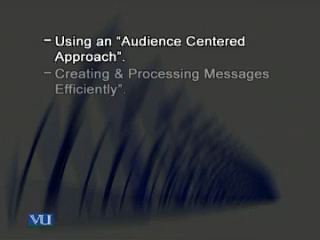 – Using an "Audience Centered
Approach".
– Creating & Processing Messages
Efficiently".
VU